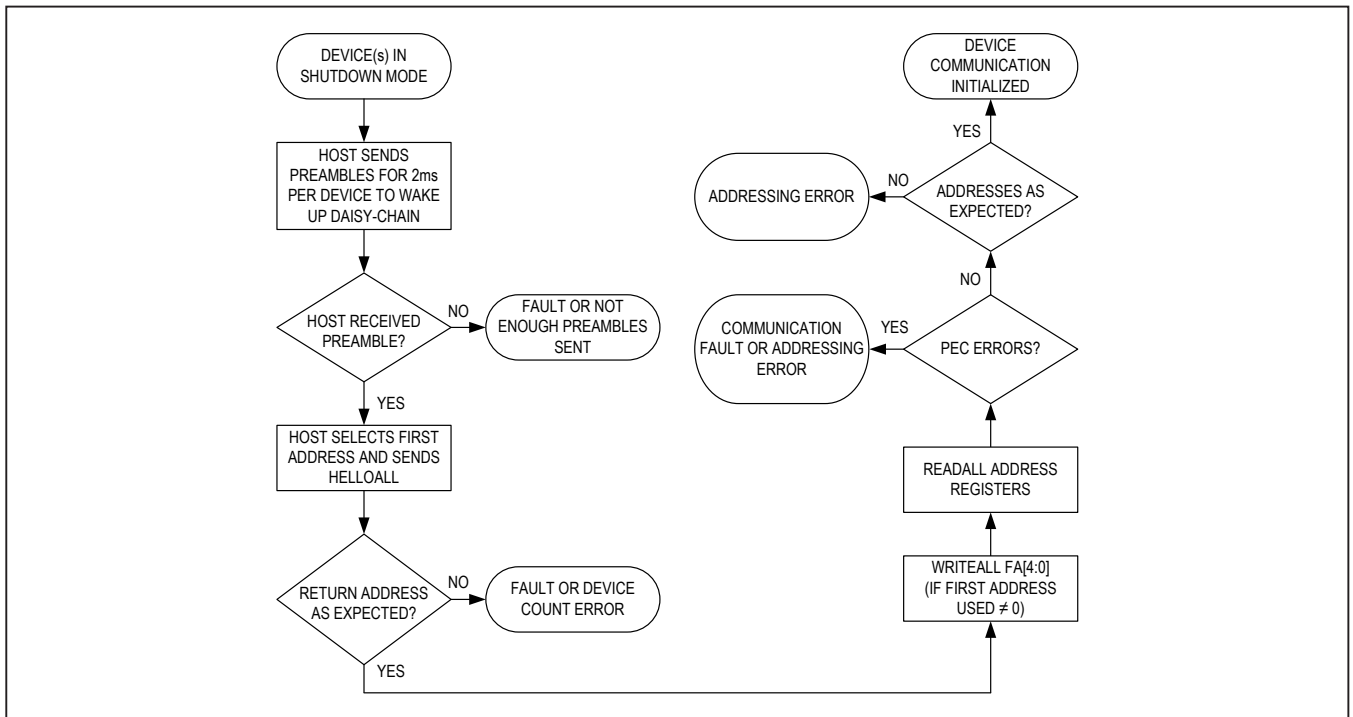 DEVICE(s) IN
SHUTDOWN MODE
HOST SENDS
PREAMBLES FOR 2ms
PER DEVICE TO WAKE
UP DAISY-CHAIN
HOST RECEIVED
PREAMBLE?
NO
FAULT OR NOT
ENOUGH PREAMBLES
SENT
YES
HOST SELECTS FIRST
ADDRESS AND SENDS
HELLOALL
RETURN ADDRESS
AS EXPECTED?
NO
FAULT OR DEVICE
COUNT ERROR
YES
WRITEALL FA[4:0]
(IF FIRST ADDRESS
USED ≠ 0)
READALL ADDRESS
REGISTERS
PEC ERRORS?
YES
COMMUNICATION
FAULT OR ADDRESSING
ERROR
NO
ADDRESSES AS
EXPECTED?
NO
ADDRESSING ERROR
YES
DEVICE
COMMUNICATION
INITIALIZED